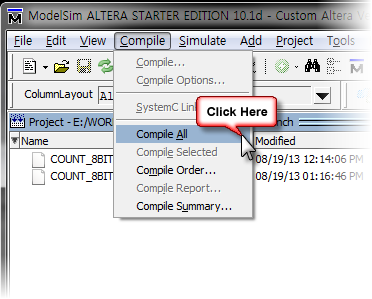 ModelSim ALTERA STARTER EDITION 10.1d - Custom Altera Ve
File Edit View Compile Simulate Add Project Tools
Compile...
Compile Options...
ColumnLayout Al
SystemC Lin
Click Here
Project - E:/WOR
nch
Compile All
Name
Modified
Compile Selected
COUNT_8BIT
08/19/13 12:14:06 PM
Compile Order...
COUNT_8BIT
08/19/13 01:16:46 PM
Compile Report...
Compile Summary...